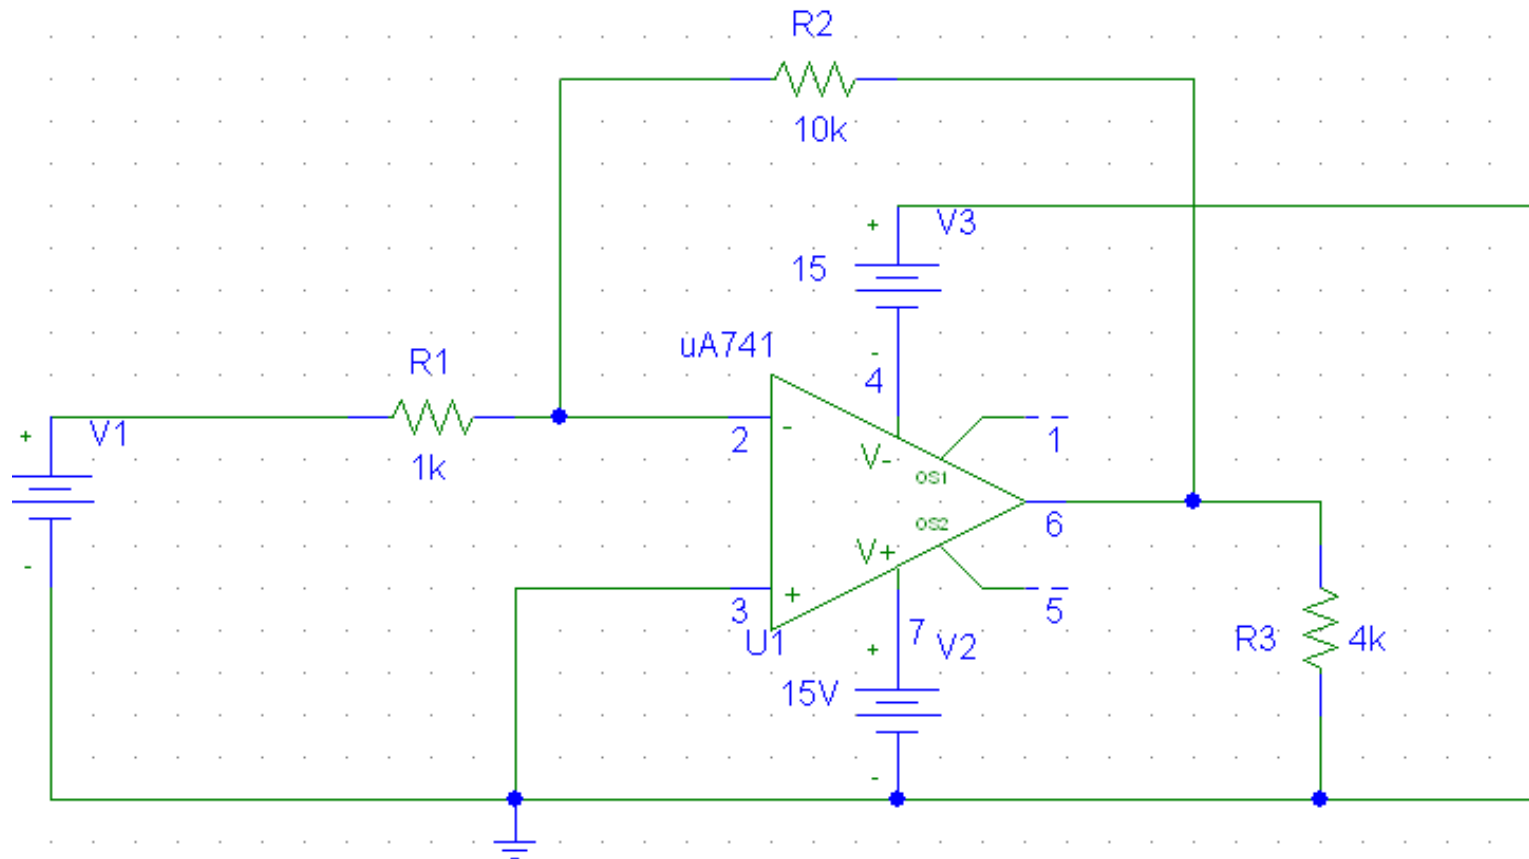 R2
10k
+ V3
15
uA741
-
R1
4
+ V1
2 -
1
1k
V-
OS1
OS2
6
V+
- 3 +
5
U1
7
+ V2
R3 4k
15V
-